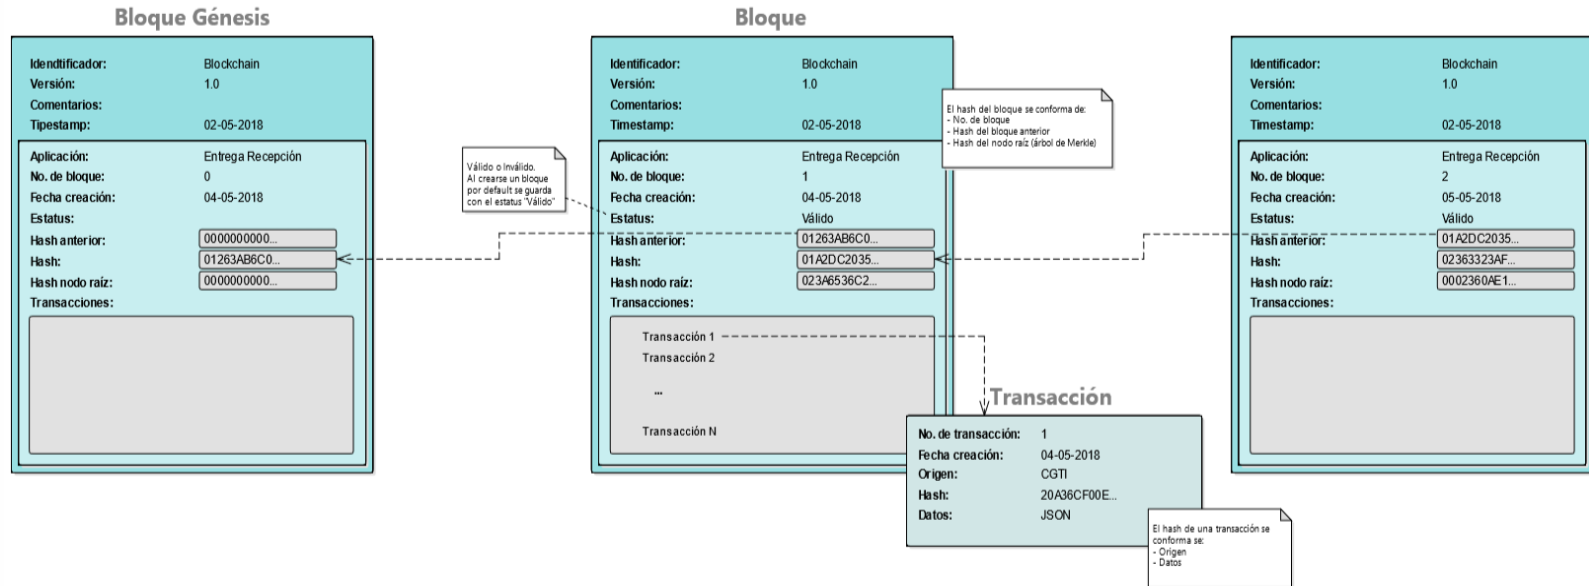 Bloque Génesis
Idendtificador: Blockchain
Versión: 1.0
Comentarios:
Tipestamp: 02-05-2018
Aplicación: Entrega Recepción
No. de bloque: 0
Fecha creación: 04-05-2018
Estatus:
Hash anterior: 0000000000...
Hash: 01263AB6C0...
Hash nodo raíz: 0000000000...
Transacciones:
Válido o Inválido.
Al crearse un bloque
por default se guarda
con el estatus "Válido"
Bloque
Identificador: Blockchain
Versión: 1.0
Comentarios:
Timestamp: 02-05-2018
Aplicación: Entrega Recepción
No. de bloque: 1
Fecha creación: 04-05-2018
Estatus: Válido
Hash anterior: 01263AB6C0...
Hash: 01A2DC2035...
Hash nodo raíz: 023A6536C2...
Transacciones:
Transacción 1
Transacción 2
...
Transacción N
El hash del bloque se conforma de:
- No. de bloque
- Hash del bloque anterior
- Hash del nodo raíz (árbol de Merkle)
Transacción
No. de transacción: 1
Fecha creación: 04-05-2018
Origen: CGTI
Hash: 20A36CF00E...
Datos: JSON
El hash de una transacción se
conforma se:
- Origen
- Datos
Identificador: Blockchain
Versión: 1.0
Comentarios:
Timestamp: 02-05-2018
Aplicación: Entrega Recepción
No. de bloque: 2
Fecha creación: 05-05-2018
Estatus: Válido
Hash anterior: 01A2DC2035...
Hash: 02363323AF...
Hash nodo raíz: 0002360AE1...
Transacciones: